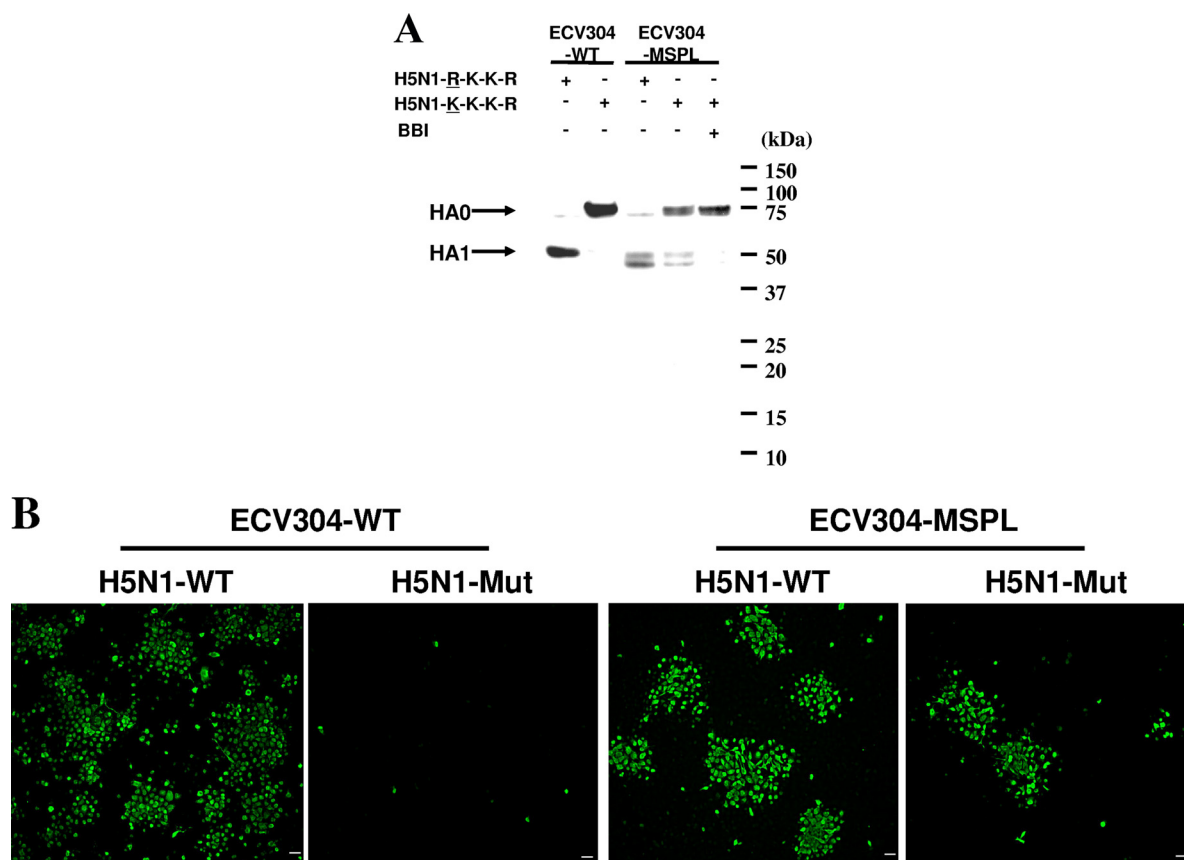 A
ECV304 ECV304
-WT -MSPL
H5N1-R-K-K-R + - + - -
H5N1-K-K-K-R - + - + +
BBI - - - - +
(kDa)
150
100
HA0 75
HA1 50
37
25
20
15
10
B
ECV304-WT ECV304-MSPL
H5N1-WT H5N1-Mut H5N1-WT H5N1-Mut